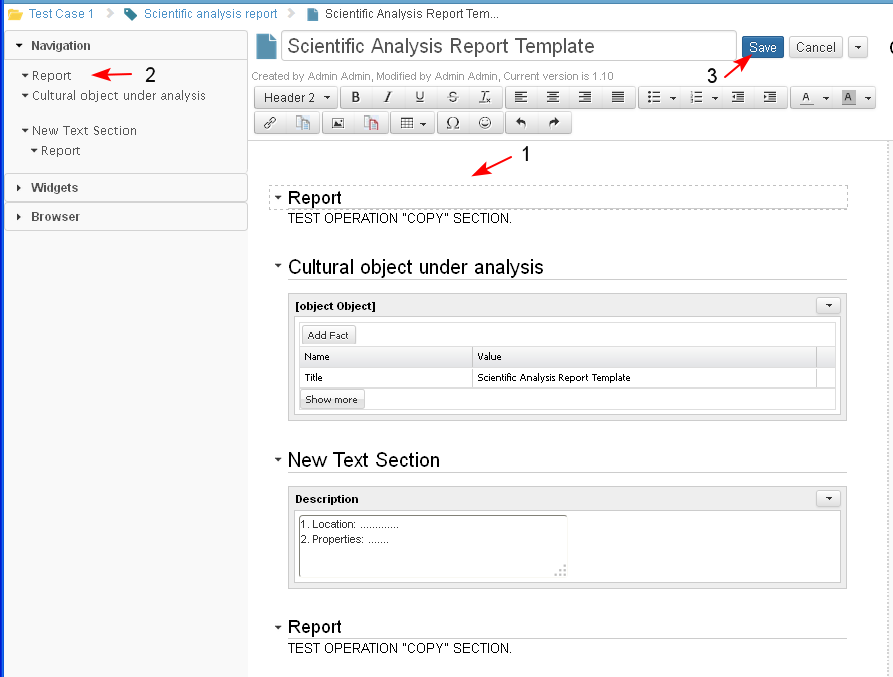 Test Case 1 Scientific analysis report Scientific Analysis Report Tem...
Navigation
Report 2
Cultural object under analysis
New Text Section
Report
Widgets
Browser
Scientific Analysis Report Template Save Cancel
3
Created by Admin Admin, Modified by Admin Admin, Current version is 1.10
Header 2 B I U S Tx A A
Ω
1
Report
TEST OPERATION "COPY" SECTION.
Cultural object under analysis
[object Object]
Add Fact
Name Value
Title Scientific Analysis Report Template
Show more
New Text Section
Description
1. Location: .............
2. Properties: .......
Report
TEST OPERATION "COPY" SECTION.